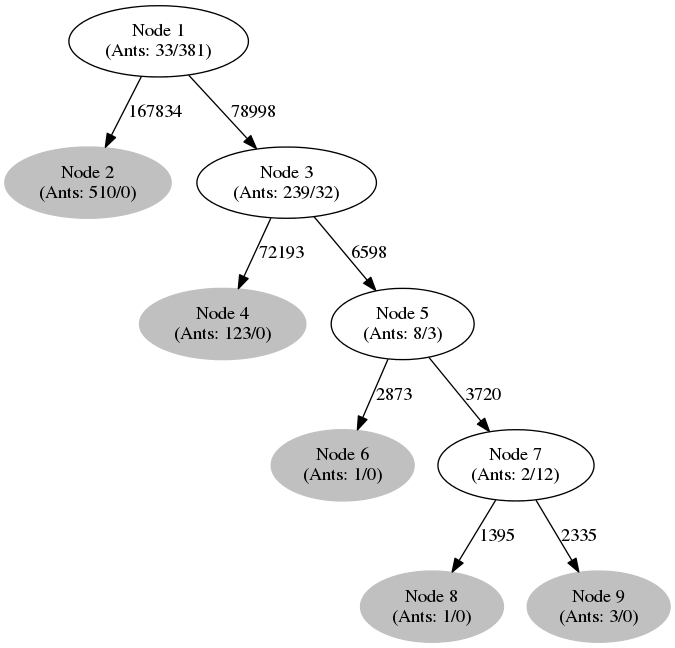 Node 1
(Ants: 33/381)
167834
78998
Node 2
(Ants: 510/0)
Node 3
(Ants: 239/32)
72193
6598
Node 4
(Ants: 123/0)
Node 5
(Ants: 8/3)
2873
3720
Node 6
(Ants: 1/0)
Node 7
(Ants: 2/12)
1395
2335
Node 8
(Ants: 1/0)
Node 9
(Ants: 3/0)